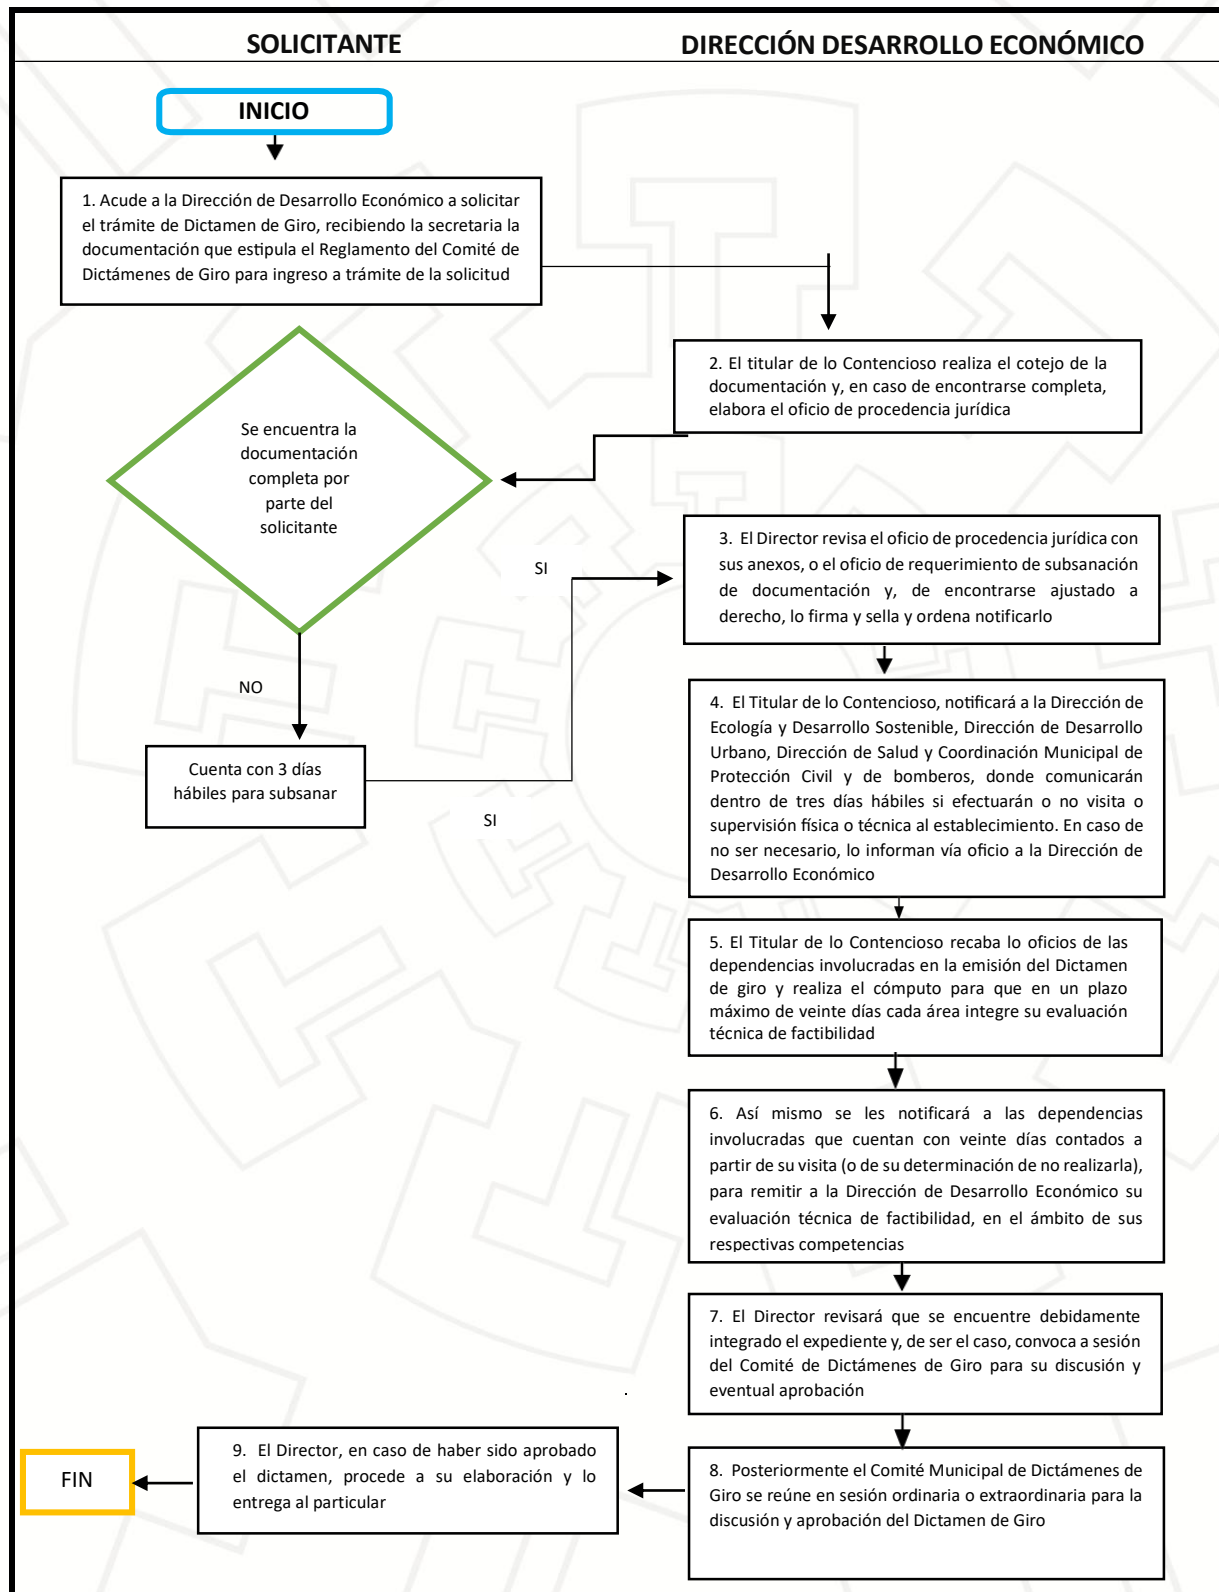 SOLICITANTE
DIRECCIÓN DESARROLLO ECONÓMICO
INICIO
1. Acude a la Dirección de Desarrollo Económico a solicitar
el trámite de Dictamen de Giro, recibiendo la secretaria la
documentación que estipula el Reglamento del Comité de
Dictámenes de Giro para ingreso a trámite de la solicitud
2. El titular de lo Contencioso realiza el cotejo de la
documentación y, en caso de encontrarse completa,
elabora el oficio de procedencia jurídica
Se encuentra la
documentación
completa por
parte del
solicitante
SI
3. El Director revisa el oficio de procedencia jurídica con
sus anexos, o el oficio de requerimiento de subsanación
de documentación y, de encontrarse ajustado a
derecho, lo firma y sella y ordena notificarlo
NO
Cuenta con 3 días
hábiles para subsanar
SI
4. El Titular de lo Contencioso, notificará a la Dirección de
Ecología y Desarrollo Sostenible, Dirección de Desarrollo
Urbano, Dirección de Salud y Coordinación Municipal de
Protección Civil y de bomberos, donde comunicarán
dentro de tres días hábiles si efectuarán o no visita o
supervisión física o técnica al establecimiento. En caso de
no ser necesario, lo informan vía oficio a la Dirección de
Desarrollo Económico
5. El Titular de lo Contencioso recaba lo oficios de las
dependencias involucradas en la emisión del Dictamen
de giro y realiza el cómputo para que en un plazo
máximo de veinte días cada área integre su evaluación
técnica de factibilidad
6. Así mismo se les notificará a las dependencias
involucradas que cuentan con veinte días contados a
partir de su visita (o de su determinación de no realizarla),
para remitir a la Dirección de Desarrollo Económico su
evaluación técnica de factibilidad, en el ámbito de sus
respectivas competencias
7. El Director revisará que se encuentre debidamente
integrado el expediente y, de ser el caso, convoca a sesión
del Comité de Dictámenes de Giro para su discusión y
eventual aprobación
8. Posteriormente el Comité Municipal de Dictámenes de
Giro se reúne en sesión ordinaria o extraordinaria para la
discusión y aprobación del Dictamen de Giro
9. El Director, en caso de haber sido aprobado
el dictamen, procede a su elaboración y lo
entrega al particular
FIN